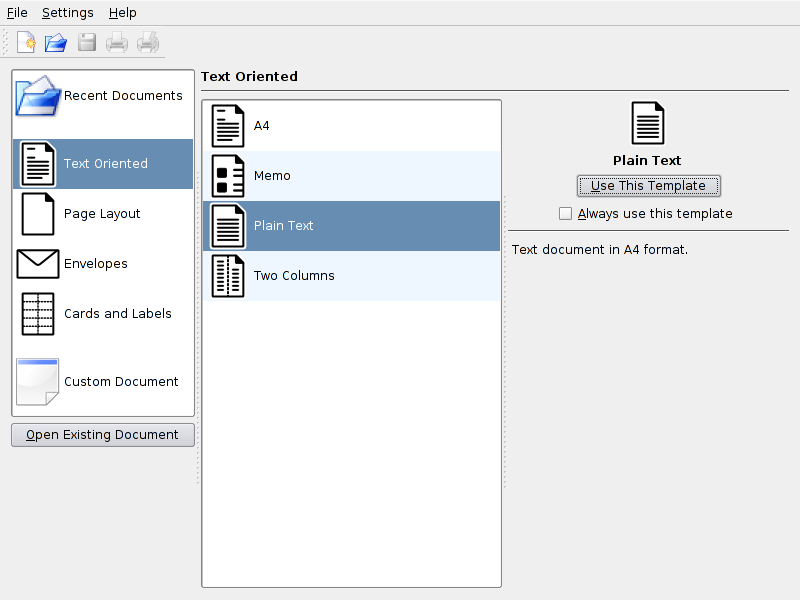 File Settings Help
Recent Documents
Text Oriented
Page Layout
Envelopes
Cards and Labels
Custom Document
Open Existing Document
Text Oriented
A4
Memo
Plain Text
Two Columns
Plain Text
Use This Template
Always use this template
Text document in A4 format.